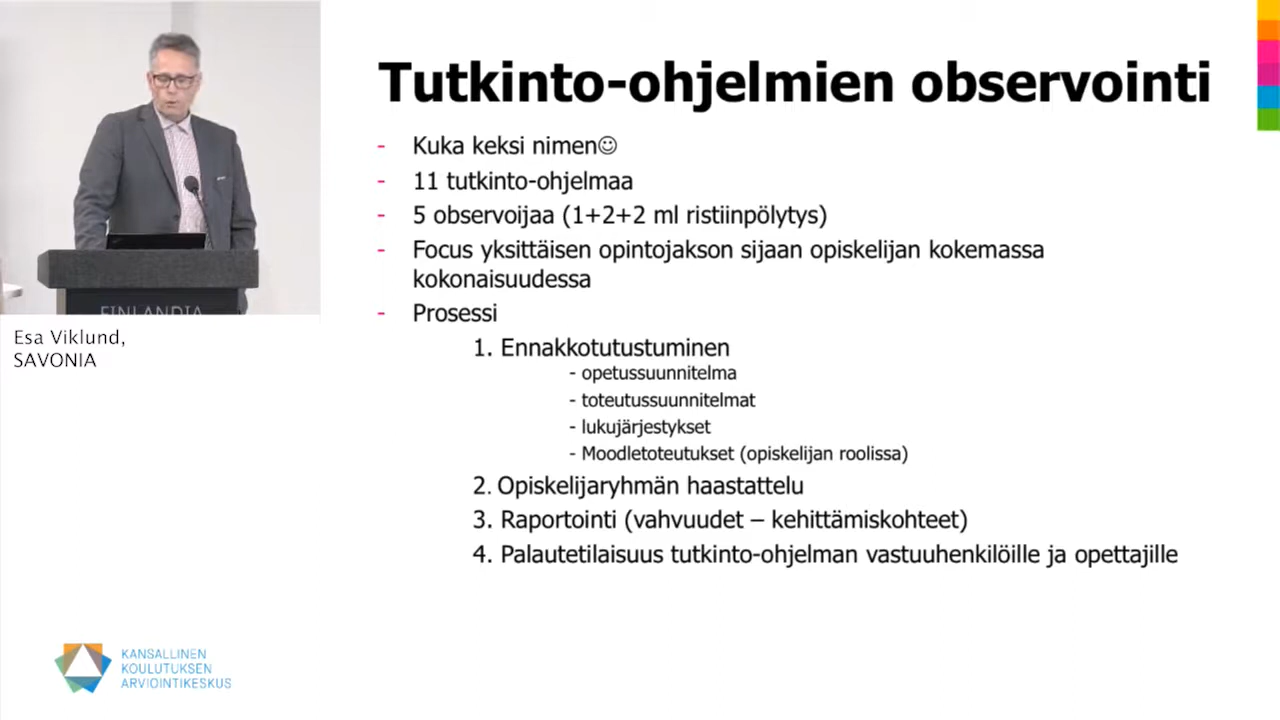 Tutkinto-ohjelmien observointi
- Kuka keksi nimen☺
- 11 tutkinto-ohjelmaa
- 5 observoijaa (1+2+2 ml ristiinpölytys)
- Focus yksittäisen opintojakson sijaan opiskelijan kokemassa
kokonaisuudessa
- Prosessi
1. Ennakkotutustuminen
- opetussuunnitelma
- toteutussuunnitelmat
- lukujärjestykset
- Moodletoteutukset (opiskelijan roolissa)
2. Opiskelijaryhmän haastattelu
3. Raportointi (vahvuudet – kehittämiskohteet)
4. Palautetilaisuus tutkinto-ohjelman vastuuhenkilöille ja opettajille
FINLANDIA
Esa Viklund,
SAVONIA
KANSALLINEN
KOULUTUKSEN
ARVIOINTIKESKUS